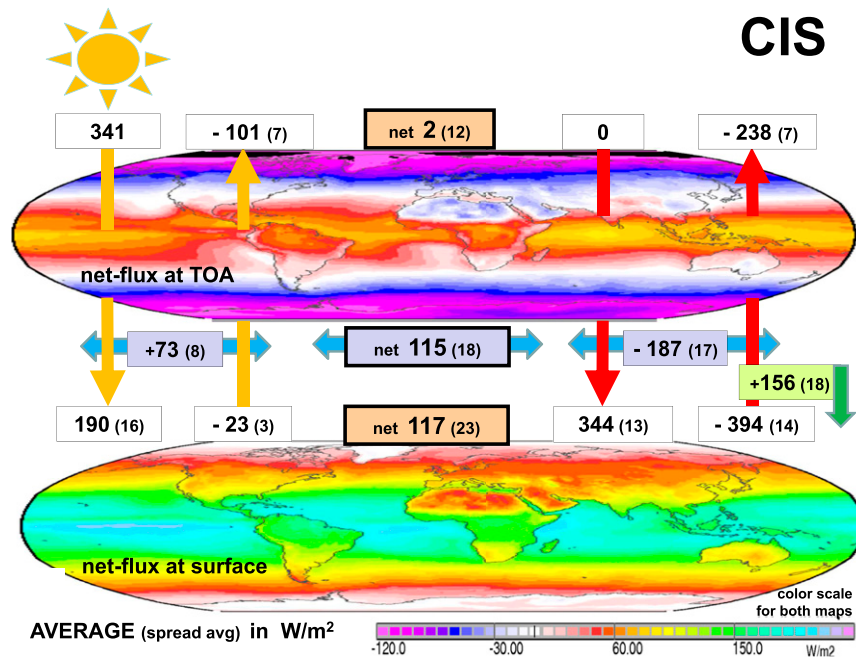 CIS
341
- 101 (7)
net 2 (12)
0
- 238 (7)
net-flux at TOA
+73 (8)
net 115 (18)
- 187 (17)
+156 (18)
190 (16)
- 23 (3)
net 117 (23)
344 (13)
-394 (14)
net-flux at surface
color scale
for both maps
AVERAGE (spread avg) in W/m²
-120.0 -30.00 60.00 150.0 W/m2